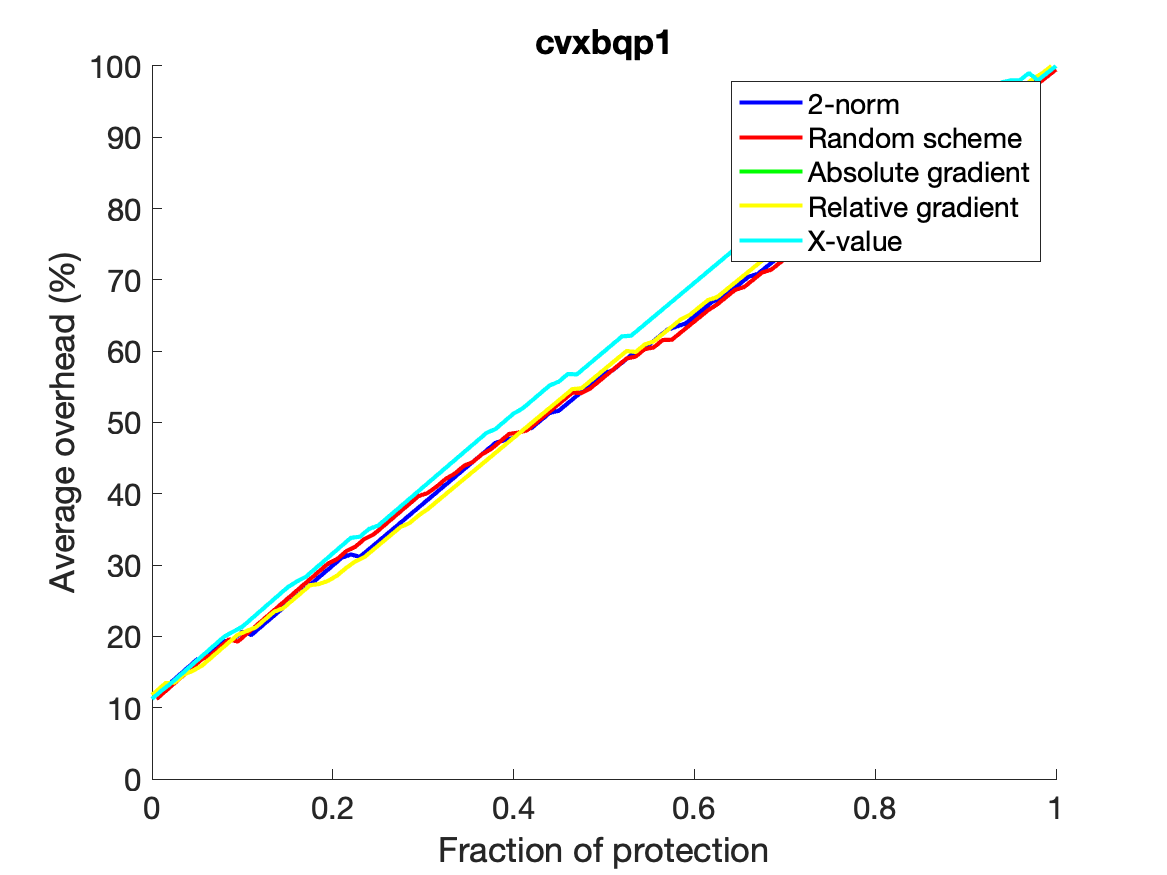 cvxbqp1
100
90
80
70
60
50
40
30
20
10
0
Average overhead (%)
2-norm
Random scheme
Absolute gradient
Relative gradient
X-value
0
0.2
0.4
0.6
0.8
1
Fraction of protection